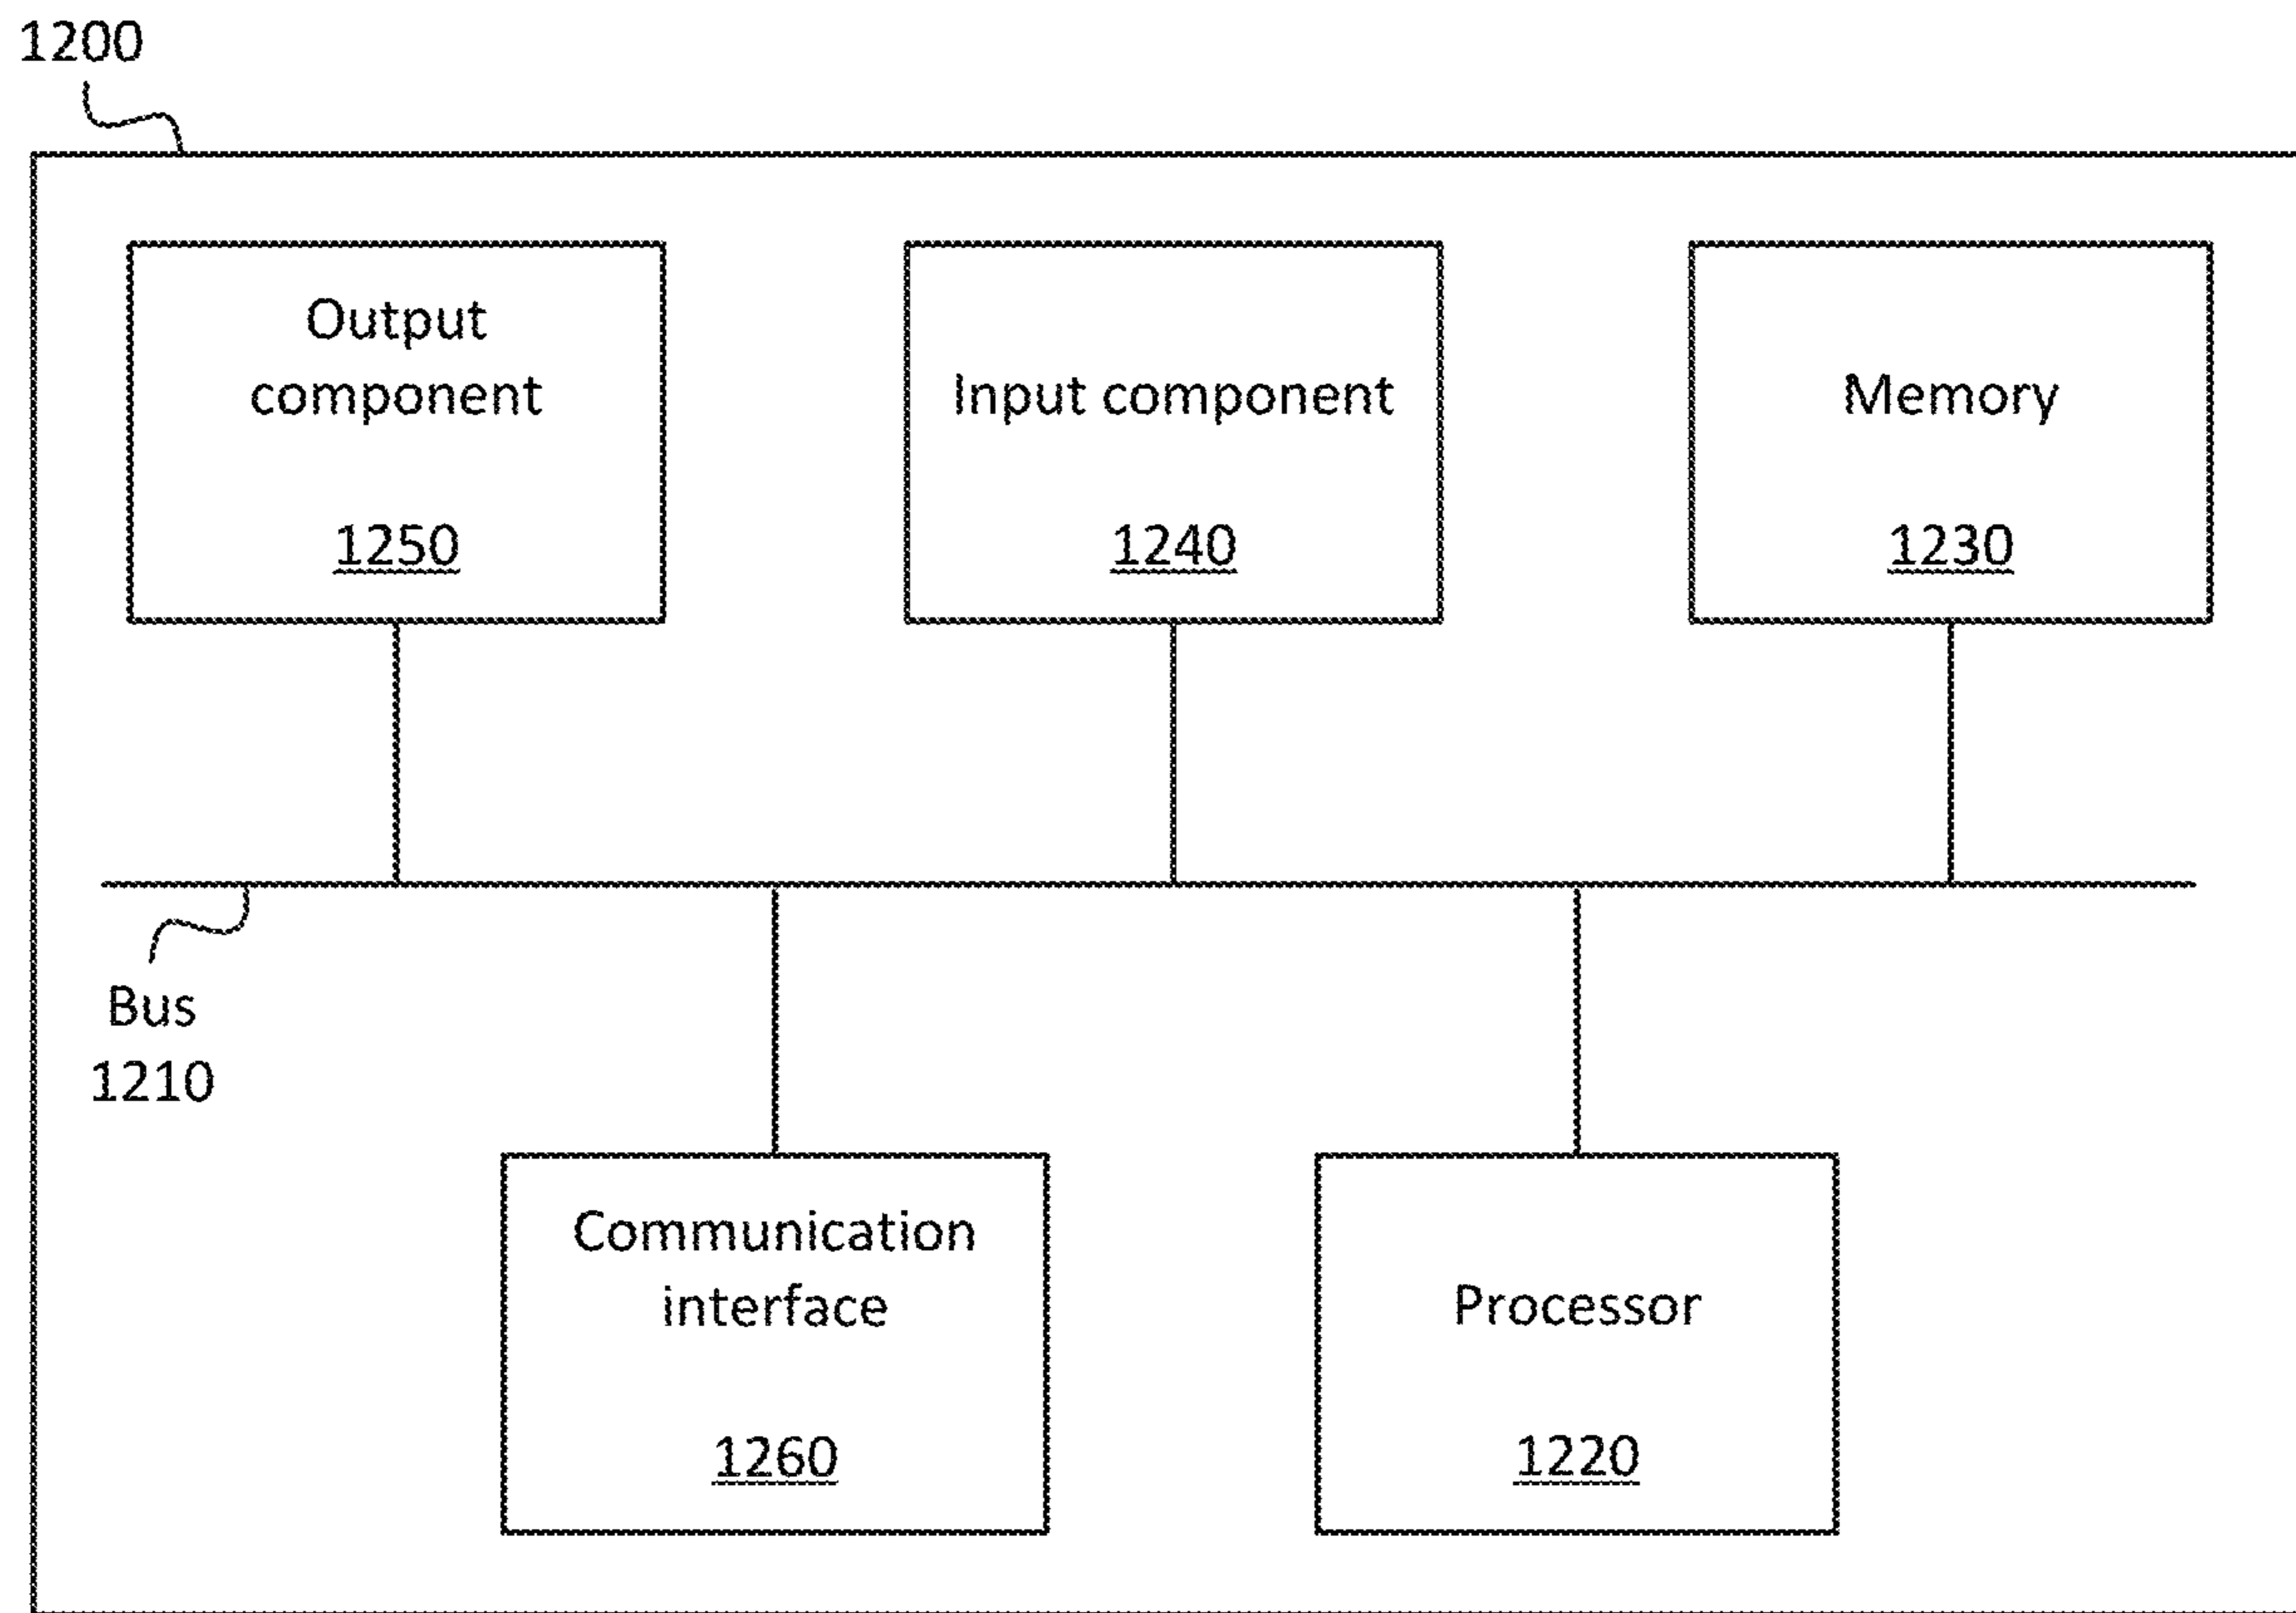 1200
Output
component
1250
Input component
1240
Memory
1230
Bus
1210
Communication
interface
1260
Processor
1220